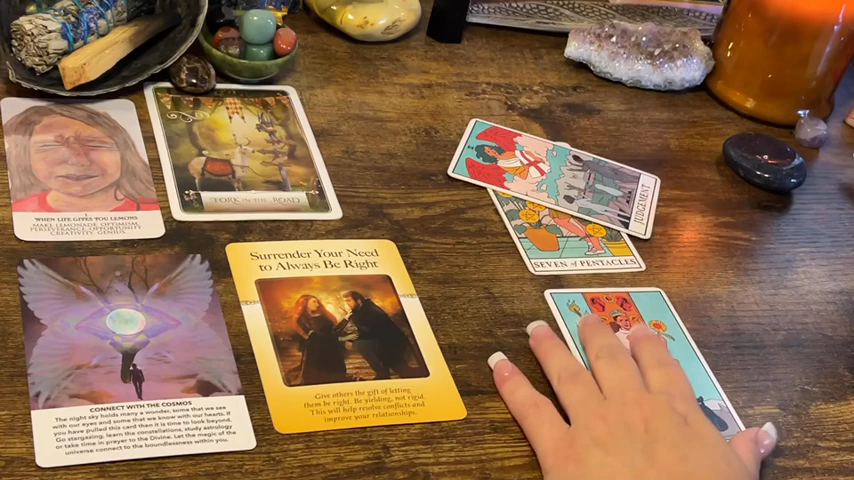 WHEN LIFE GIVES YOU LEMONS
MAKE LEMONADE. OPTIMISM,
PERSEVERANCE, OPPORTUNITY
CREATIVITY, GENIUS.
FORK IN THE ROAD
CONNECT WITH THE COSMOS
The night sky holds many a wonder, some that we see
with our eyes and some that we know with our hearts. If
you have pulled this card then it is time to look beyond.
Go stargazing, learn the constellations, study astrology
or take time in prayer to the Divine. Let the magic of the
universe connect to the boundlessness within you.
Surrender Your Need
to Always Be Right
Give others the gift of letting
them be right. Be yielding, not rigid.
This will help resolve conflicts and
improve your relationships.
JUDGEMENT
SEVEN of PENTACLES